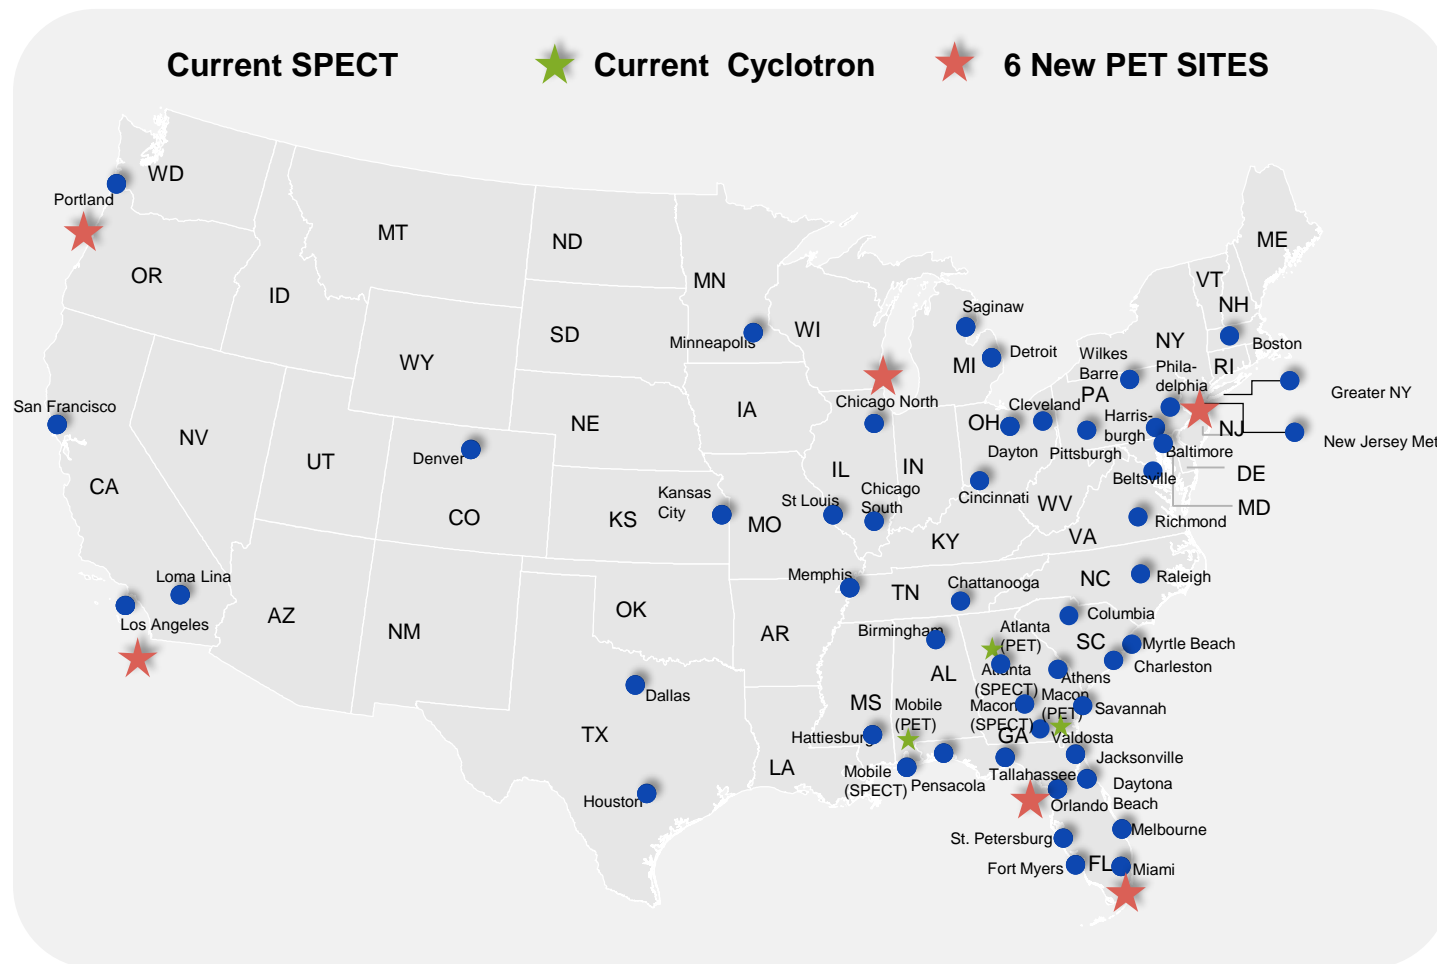 Current SPECT
Current Cyclotron
6 New PET SITES
WD
Portland
OR
MT
ID
WY
ND
SD
NE
MN
Minneapolis
WI
IA
Saginaw
MI
Detroit
ME
VT
NH
NY
Boston
RI
Wilkes
Barre
PA
Phila-
delphia
Greater NY
New Jersey Met
NJ
Harris-
burgh
Baltimore
Beltsville
DE
MD
Chicago North
Cleveland
OH
Dayton
Pittsburgh
San Francisco
NV
UT
CA
Denver
CO
KS
Kansas
City
MO
St Louis
IL
IN
Chicago
South
Cincinnati
WV
VA
Richmond
KY
Loma Lina
Los Angeles
AZ
NM
OK
AR
Memphis
TN
Chattanooga
NC
Raleigh
Columbia
SC
Myrtle Beach
Charleston
Birmingham
AL
Atlanta
(PET)
Atlanta
(SPECT)
Athens
Macon
(SPECT)
Macon
(PET)
Savannah
GA
Valdosta
Dallas
TX
Houston
LA
MS
Hattiesburg
Mobile
(PET)
Mobile
(SPECT)
Pensacola
Tallahassee
Jacksonville
Daytona
Beach
Orlando
St. Petersburg
Melbourne
Fort Myers
FL
Miami